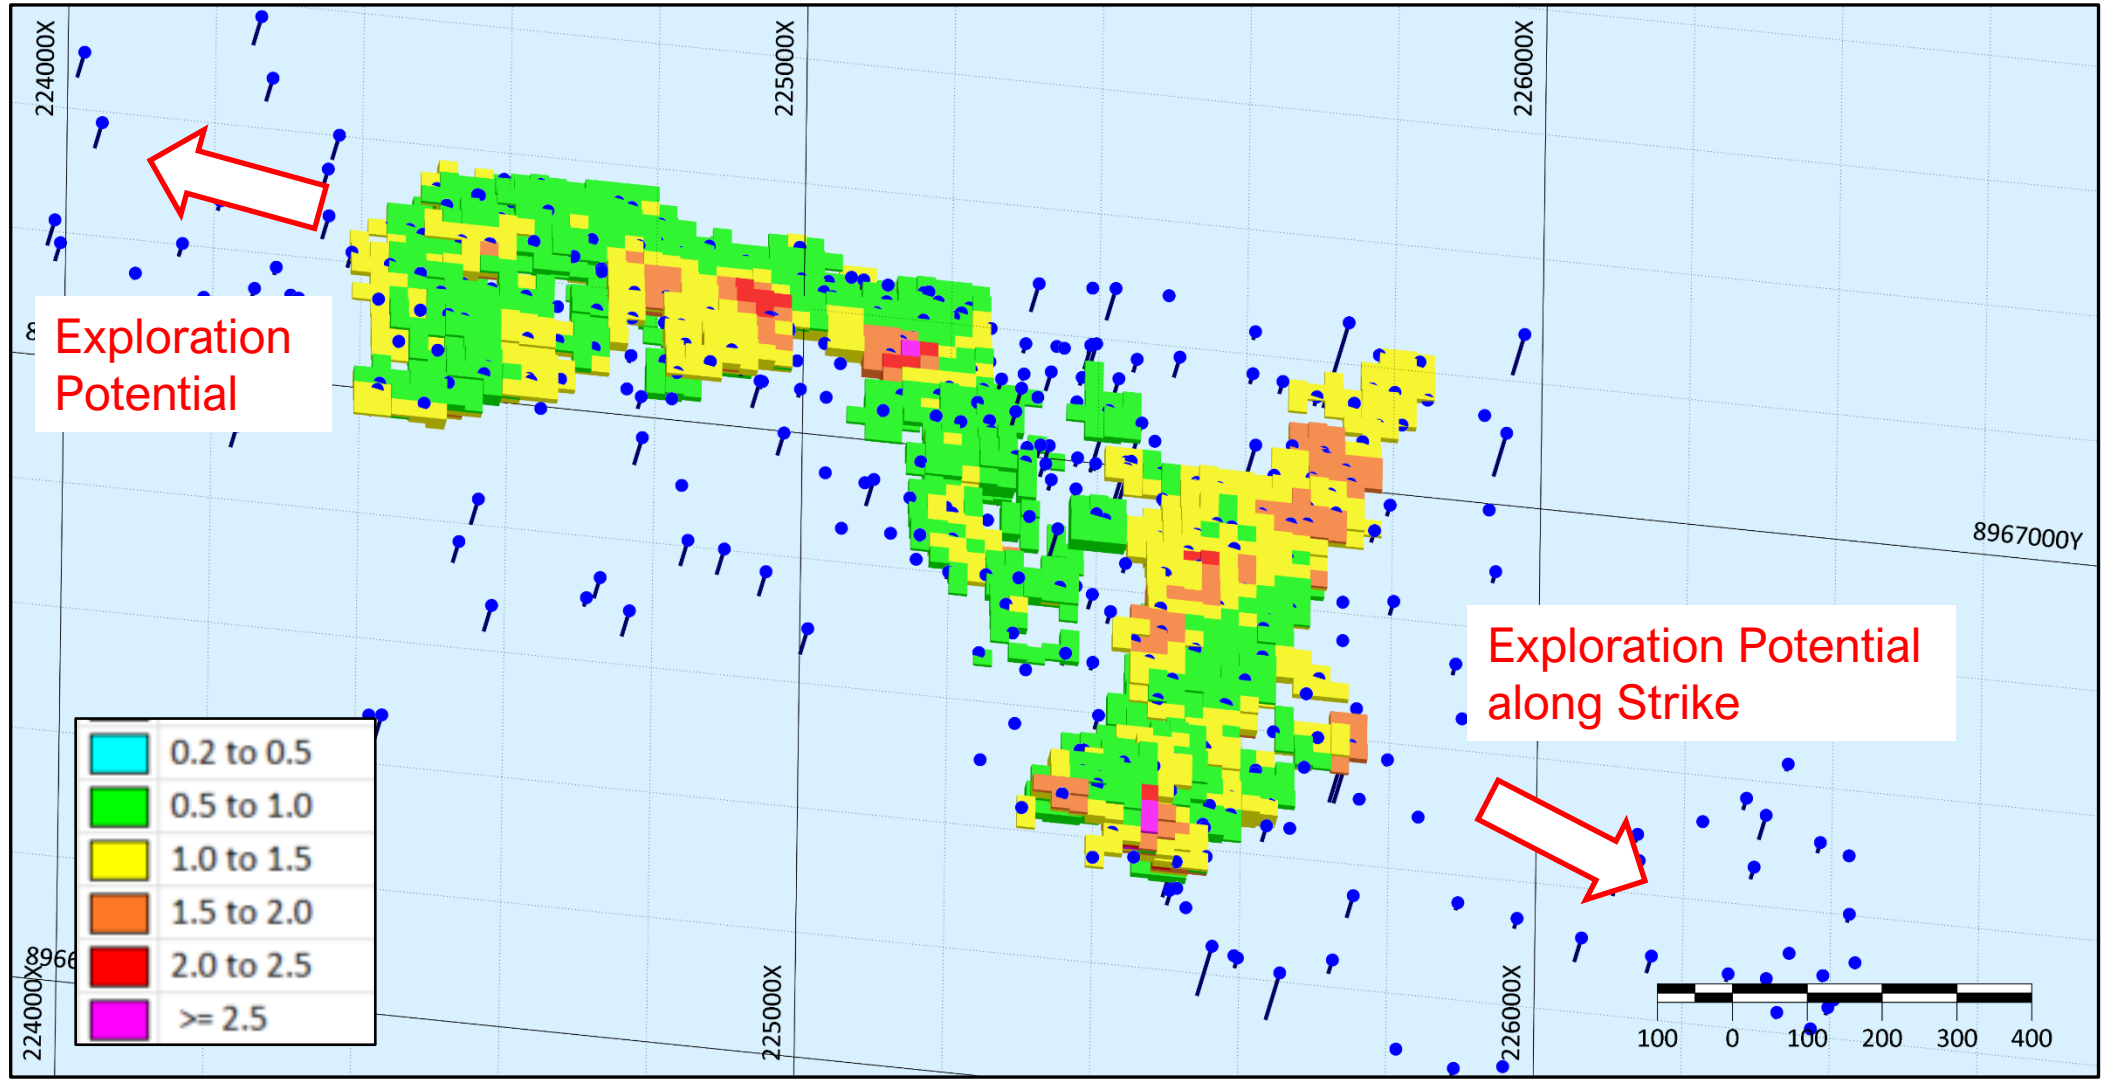 224000X
225000X
226000X
Exploration
Potential
8967000Y
Exploration Potential
along Strike
0.2 to 0.5
0.5 to 1.0
1.0 to 1.5
1.5 to 2.0
2.0 to 2.5
>= 2.5
8966
224000X
225000X
226000X
100 0 100 200 300 400